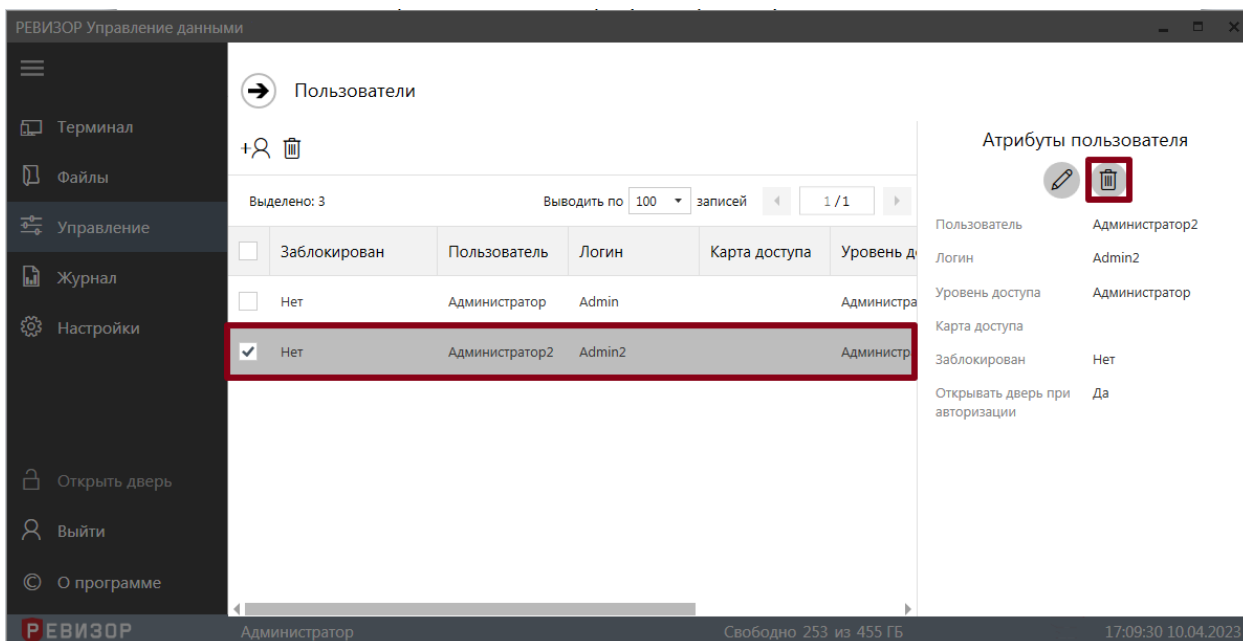 РЕВИЗОР Управление данными
Терминал
Файлы
Управление
Журнал
Настройки
Открыть дверь
Выйти
О программе
Пользователи
Выделено: 3
Выводить по 100 записей 1 / 1
Заблокирован Пользователь Логин Карта доступа Уровень д
Нет Администратор Admin Администра
Нет Администратор2 Admin2 Администр
Атрибуты пользователя
Пользователь Администратор2
Логин Admin2
Уровень доступа Администратор
Карта доступа
Заблокирован Нет
Открывать дверь при Да
авторизации
РЕВИЗОР Администратор Свободно 253 из 455 ГБ 17:09:30 10.04.2023